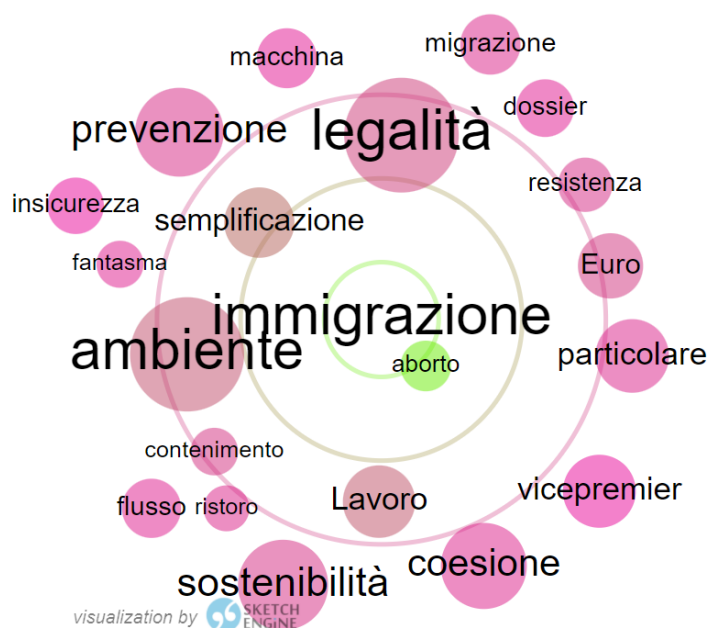 macchina
migrazione
prevenzione
legalità
dossier
insicurezza
semplificazione
resistenza
fantasma
Euro
immigrazione
ambiente
aborto
particolare
contenimento
flusso
ristoro
Lavoro
vicepremier
sostenibilità
coesione
visualization by
SKETCH
ENGINE